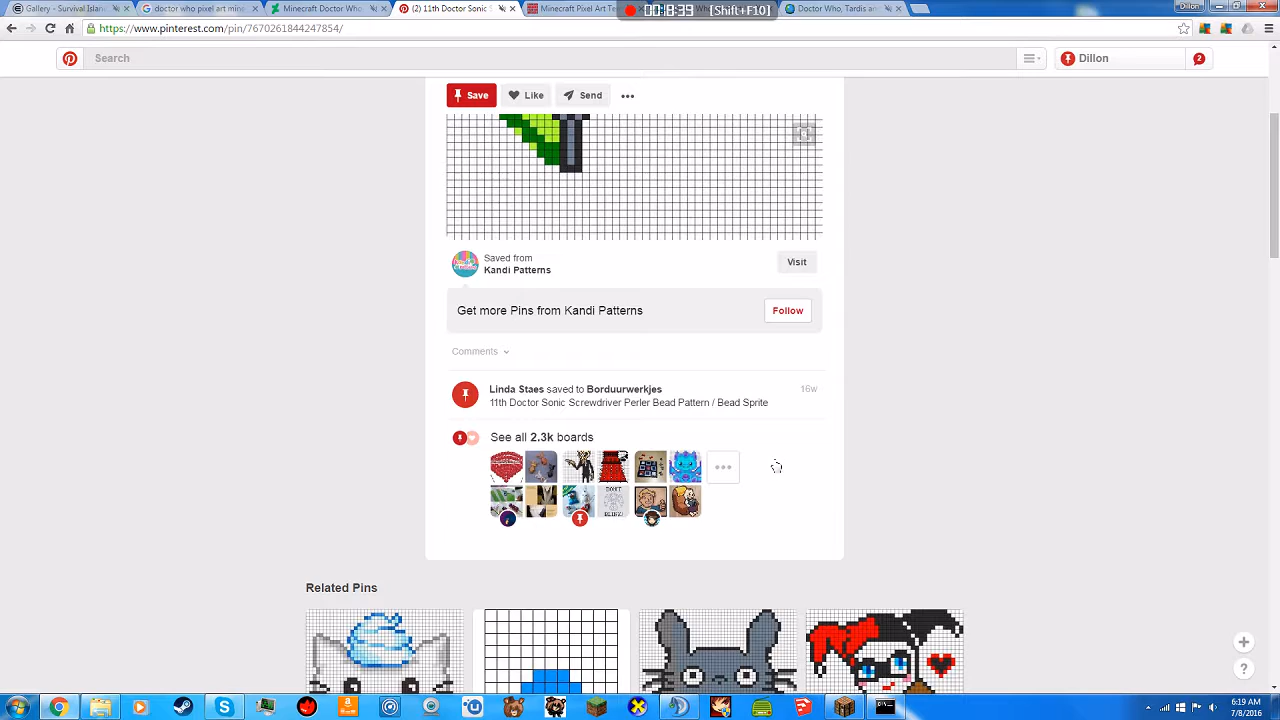 Gallery - Survival Islan
doctor who pixel art mine
Minecraft Doctor Who
(2) 11th Doctor Sonic
Minecraft Pixel Art Te
Doctor Who, Tardis an
Dillon
00:18:39 [Shift+F10]
https://www.pinterest.com/pin/7670261844247854/
Search
Dillon
2
Save
Like
Send
Saved from
Kandi Patterns
Visit
Get more Pins from Kandi Patterns
Follow
Comments
Linda Staes saved to Borduurwerkjes
16w
11th Doctor Sonic Screwdriver Perler Bead Pattern / Bead Sprite
See all 2.3k boards
DON'T
BLINK!
Related Pins
+
?
6:19 AM
7/8/2016